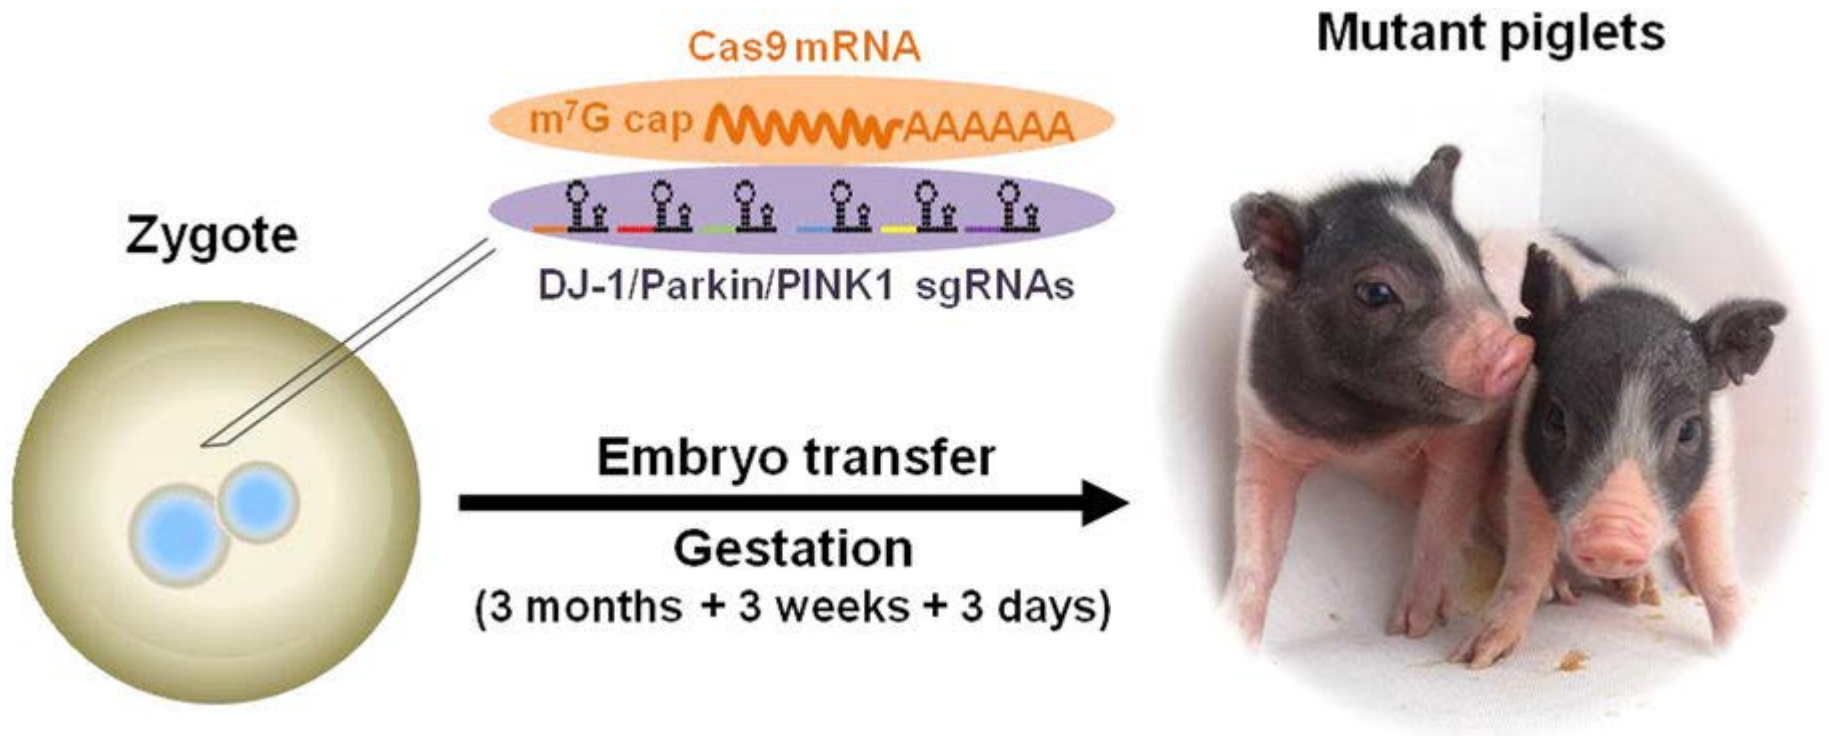 Cas9 mRNA
m⁷G cap AAAAAA
DJ-1/Parkin/PINK1 sgRNAs
Zygote
Embryo transfer
Gestation
(3 months + 3 weeks + 3 days)
Mutant piglets